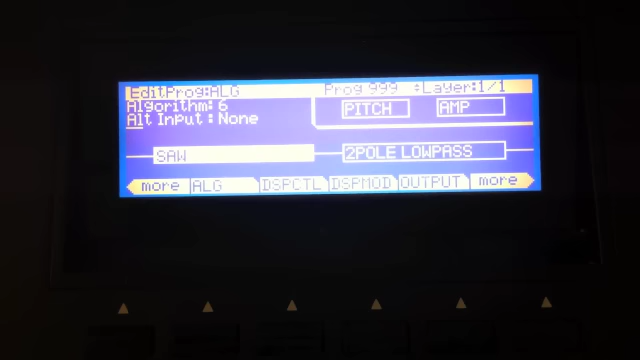 EditProg:ALG Prog 999 Layer:1/1
Algorithm: 6 PITCH AMP
Alt Input : None
SAW 2POLE LOWPASS
more ALG DSPCTL DSPMOD OUTPUT more